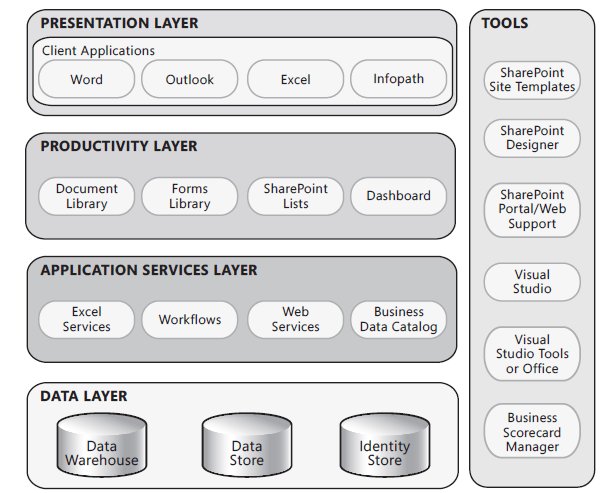 PRESENTATION LAYER
Client Applications
Word
Outlook
Excel
Infopath
PRODUCTIVITY LAYER
Document
Library
Forms
Library
SharePoint
Lists
Dashboard
APPLICATION SERVICES LAYER
Excel
Services
Workflows
Web
Services
Business
Data Catalog
DATA LAYER
Data
Warehouse
Data
Store
Identity
Store
TOOLS
SharePoint
Site Templates
SharePoint
Designer
SharePoint
Portal/Web
Support
Visual
Studio
Visual
Studio Tools
or Office
Business
Scorecard
Manager